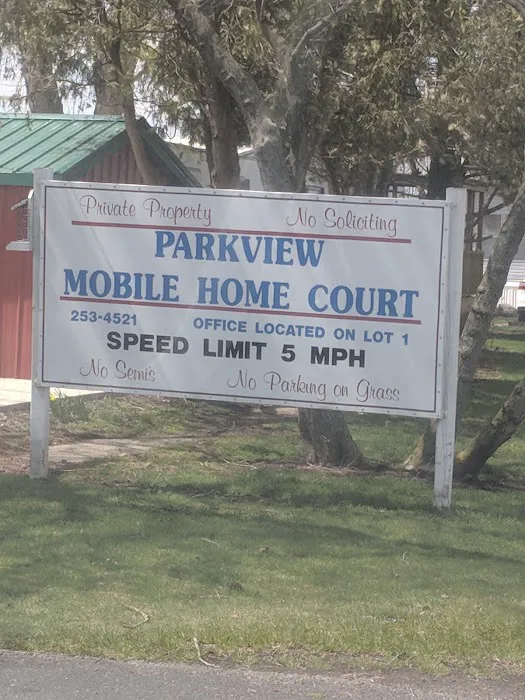 Private Property No Soliciting
PARKVIEW
MOBILE HOME COURT
253-4521 OFFICE LOCATED ON LOT 1
SPEED LIMIT 5 MPH
No Semis No Parking on Grass